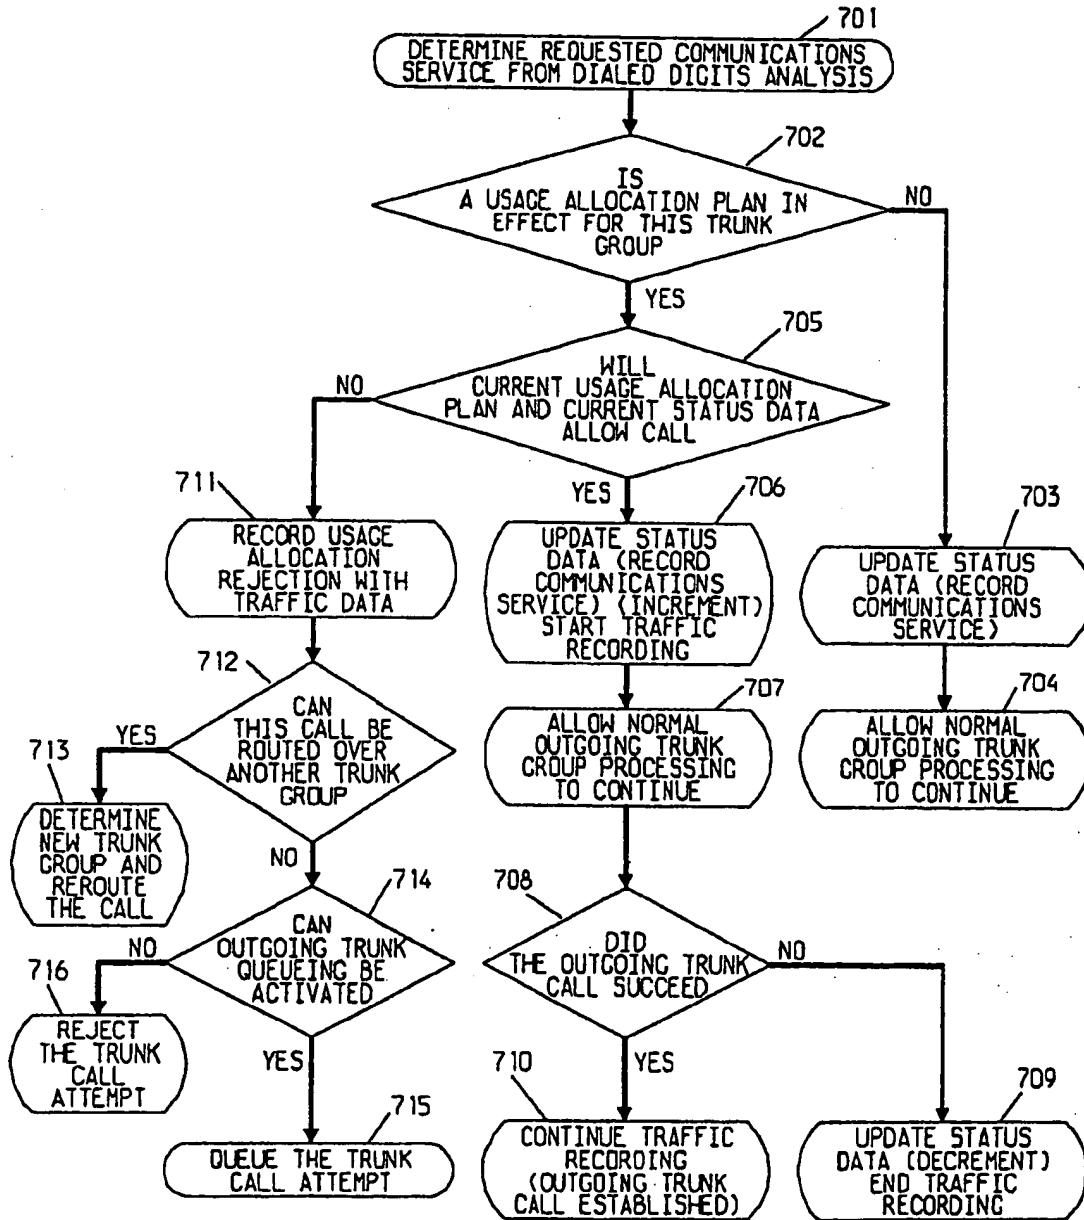 701
DETERMINE REQUESTED COMMUNICATIONS
SERVICE FROM DIALED DIGITS ANALYSIS
702
IS
A USAGE ALLOCATION PLAN IN
EFFECT FOR THIS TRUNK
GROUP
NO
YES
705
WILL
CURRENT USAGE ALLOCATION
PLAN AND CURRENT STATUS DATA
ALLOW CALL
NO
YES
711
RECORD USAGE
ALLOCATION
REJECTION WITH
TRAFFIC DATA
706
UPDATE STATUS
DATA (RECORD
COMMUNICATIONS
SERVICE) (INCREMENT)
START TRAFFIC
RECORDING
703
UPDATE STATUS
DATA (RECORD
COMMUNICATIONS
SERVICE)
712
CAN
THIS CALL BE
ROUTED OVER
ANOTHER TRUNK
GROUP
YES
NO
707
ALLOW NORMAL
OUTGOING TRUNK
GROUP PROCESSING
TO CONTINUE
704
ALLOW NORMAL
OUTGOING TRUNK
GROUP PROCESSING
TO CONTINUE
713
DETERMINE
NEW TRUNK
GROUP AND
REROUTE
THE CALL
714
CAN
OUTGOING TRUNK
QUEUEING BE
ACTIVATED
NO
YES
708
DID
THE OUTGOING TRUNK
CALL SUCCEED
NO
YES
716
REJECT
THE TRUNK
CALL
ATTEMPT
715
QUEUE THE TRUNK
CALL ATTEMPT
710
CONTINUE TRAFFIC
RECORDING
(OUTGOING TRUNK
CALL ESTABLISHED)
709
UPDATE STATUS
DATA (DECREMENT)
END TRAFFIC
RECORDING